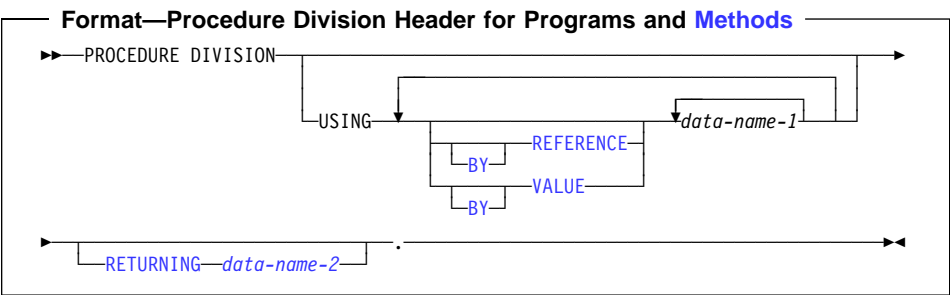 Format—Procedure Division Header for Programs and Methods
PROCEDURE DIVISION
USING data-name-1
REFERENCE
BY
VALUE
BY
.
RETURNING data-name-2